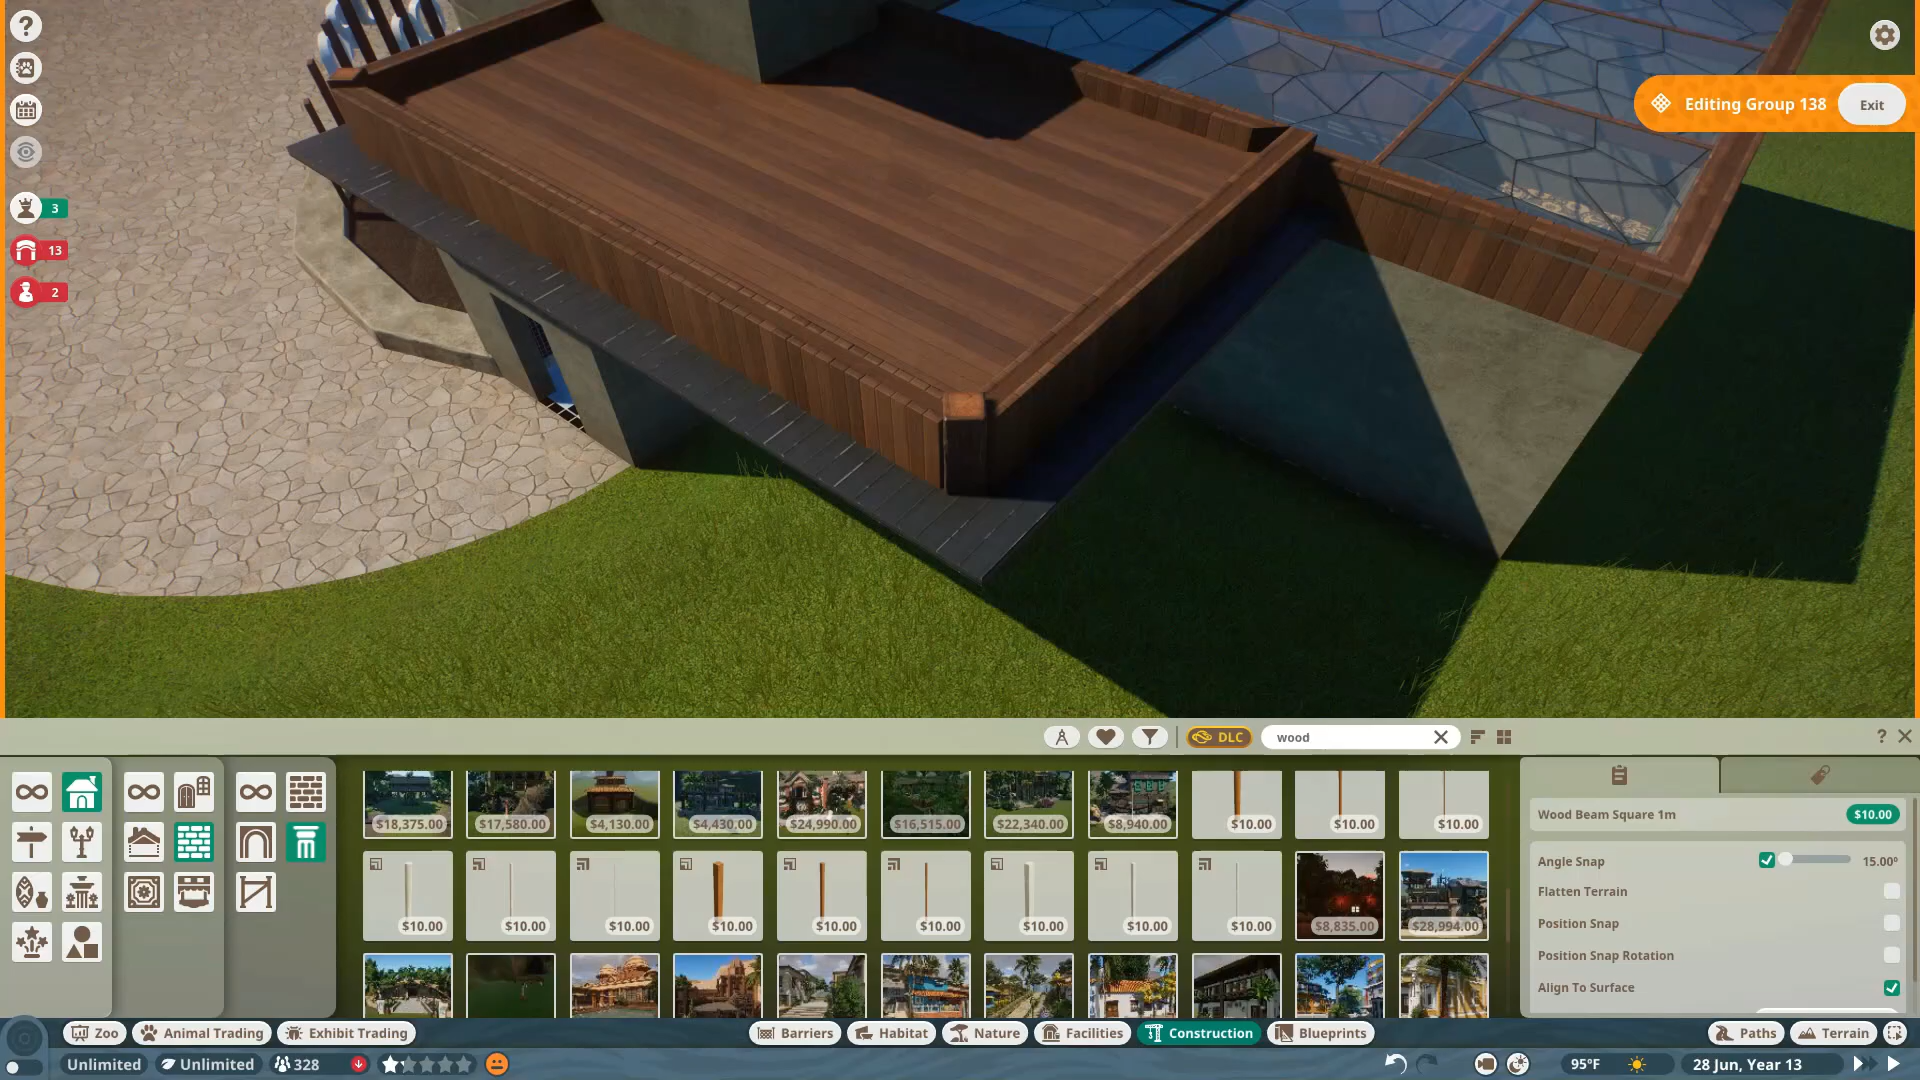 Editing Group 138
Exit
3
13
2
DLC
wood
$18,375.00
$17,580.00
$4,130.00
$4,430.00
$24,990.00
$16,515.00
$22,340.00
$8,940.00
$10.00
$10.00
$10.00
$10.00
$10.00
$10.00
$10.00
$10.00
$10.00
$10.00
$10.00
$10.00
$8,835.00
$28,994.00
Wood Beam Square 1m
$10.00
Angle Snap
15.00°
Flatten Terrain
Position Snap
Position Snap Rotation
Align To Surface
Zoo
Animal Trading
Exhibit Trading
Barriers
Habitat
Nature
Facilities
Construction
Blueprints
Paths
Terrain
Unlimited
Unlimited
328
95°F
28 Jun, Year 13